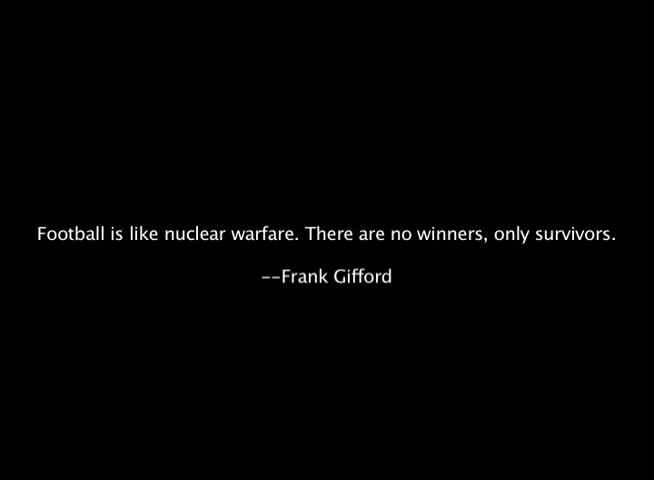 Football is like nuclear warfare. There are no winners, only survivors.
--Frank Gifford